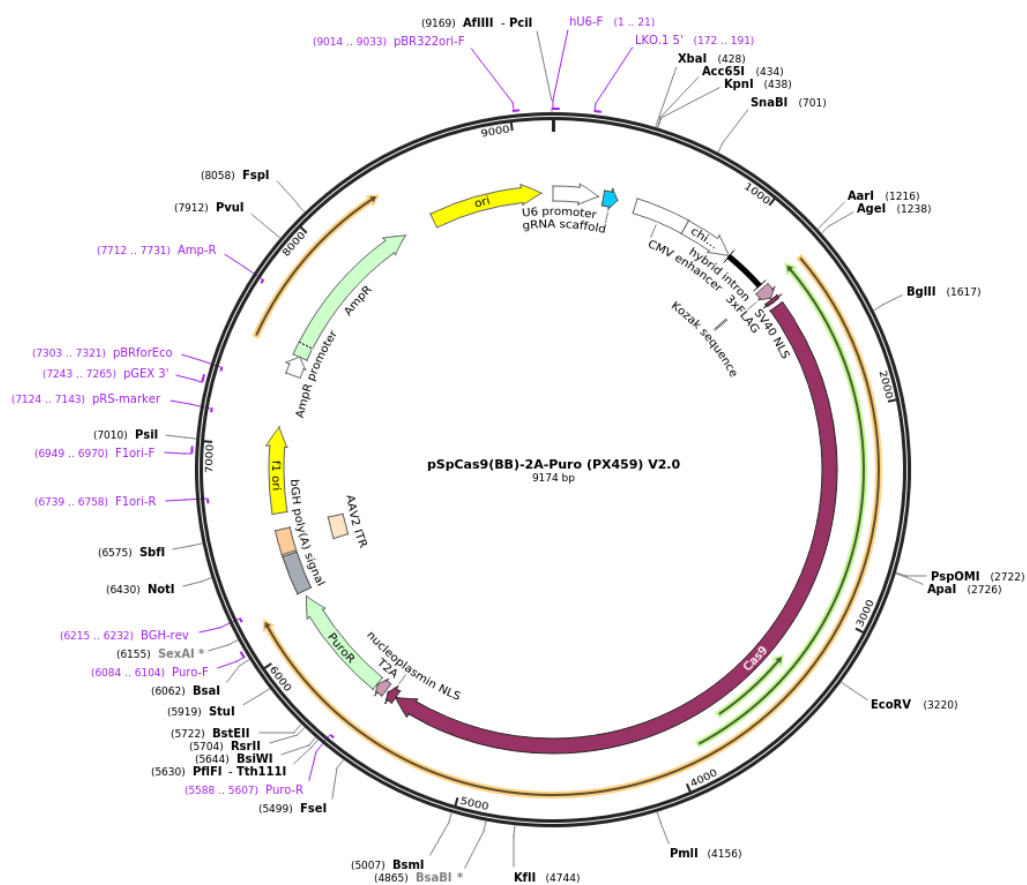 (9169) AflIII - PciI
hU6-F (1 .. 21)
(9014 .. 9033) pBR322ori-F
LKO.1 5' (172 .. 191)
XbaI (428)
Acc65I (434)
KpnI (438)
SnaBI (701)
9000
1000
(8058) FspI
(7912) PvuI
8000
AarI (1216)
AgeI (1238)
ori
U6 promoter
gRNA scaffold
chi...
CMV enhancer
hybrid intron
3xFLAG
SV40 NLS
Kozak sequence
(7712 .. 7731) Amp-R
AmpR
BglII (1617)
AmpR promoter
(7303 .. 7321) pBRforEco
(7243 .. 7265) pGEX 3'
(7124 .. 7143) pRS-marker
2000
(7010) PsiI
7000
(6949 .. 6970) F1ori-F
f1 ori
pSpCas9(BB)-2A-Puro (PX459) V2.0
9174 bp
(6739 .. 6758) F1ori-R
bGH poly(A) signal
AAV2 ITR
(6575) SbfI
(6430) NotI
PspOMI (2722)
ApaI (2726)
3000
(6215 .. 6232) BGH-rev
(6155) SexAI *
(6084 .. 6104) Puro-F
(6062) BsaI
6000
PuroR
T2A
nucleoplasmin NLS
Cas9
EcoRV (3220)
(5919) StuI
(5722) BstEII
(5704) RsrII
(5644) BsiWI
(5630) PflFI - Tth111I
(5588 .. 5607) Puro-R
(5499) FseI
4000
5000
PmlI (4156)
(5007) BsmI
(4865) BsaBI *
KflI (4744)